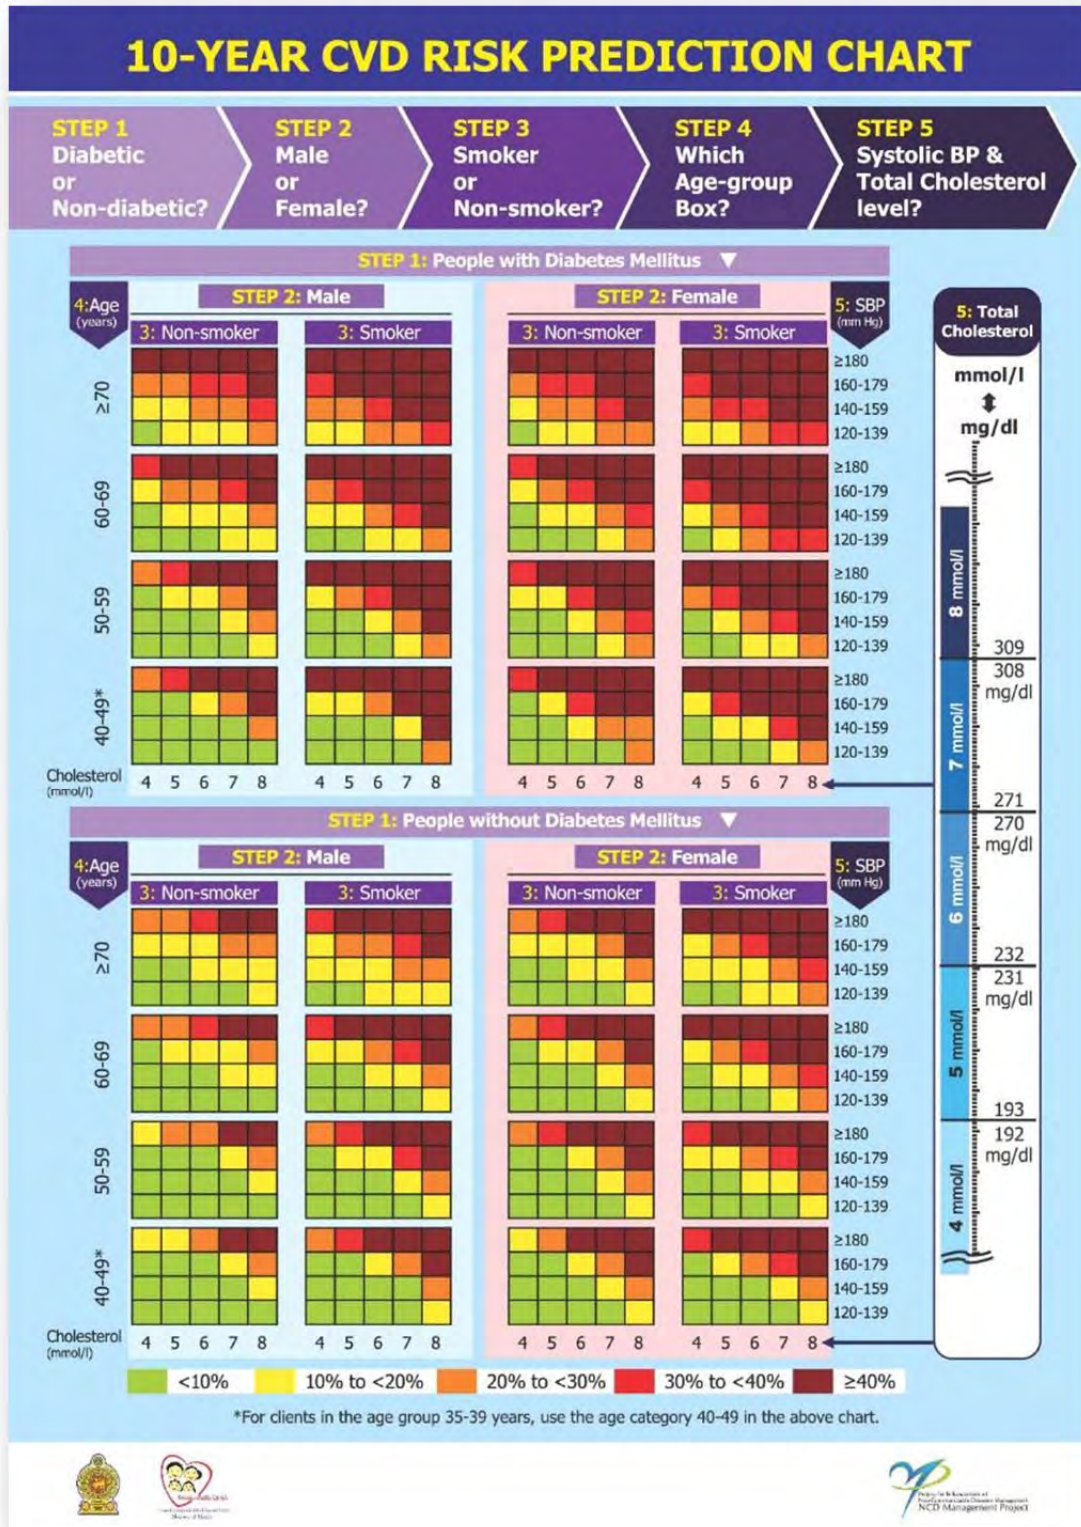 10-YEAR CVD RISK PREDICTION CHART
STEP 1
Diabetic
or
Non-diabetic?
STEP 2
Male
or
Female?
STEP 3
Smoker
or
Non-smoker?
STEP 4
Which
Age-group
Box?
STEP 5
Systolic BP &
Total Cholesterol
level?
STEP 1: People with Diabetes Mellitus ▼
4:Age
(years)
STEP 2: Male
3: Non-smoker
3: Smoker
STEP 2: Female
3: Non-smoker
3: Smoker
5: SBP
(mm Hg)
≥70
≥180
160-179
140-159
120-139
60-69
≥180
160-179
140-159
120-139
50-59
≥180
160-179
140-159
120-139
40-49*
≥180
160-179
140-159
120-139
Cholesterol
(mmol/l)
4 5 6 7 8
4 5 6 7 8
4 5 6 7 8
4 5 6 7 8
STEP 1: People without Diabetes Mellitus ▼
4:Age
(years)
STEP 2: Male
3: Non-smoker
3: Smoker
STEP 2: Female
3: Non-smoker
3: Smoker
5: SBP
(mm Hg)
≥70
≥180
160-179
140-159
120-139
60-69
≥180
160-179
140-159
120-139
50-59
≥180
160-179
140-159
120-139
40-49*
≥180
160-179
140-159
120-139
Cholesterol
(mmol/l)
4 5 6 7 8
4 5 6 7 8
4 5 6 7 8
4 5 6 7 8
5: Total
Cholesterol
mmol/l
mg/dl
8 mmol/l
309
308
mg/dl
7 mmol/l
271
270
mg/dl
6 mmol/l
232
231
mg/dl
5 mmol/l
193
192
mg/dl
4 mmol/l
<10%
10% to <20%
20% to <30%
30% to <40%
≥40%
*For clients in the age group 35-39 years, use the age category 40-49 in the above chart.
NCD Management Project